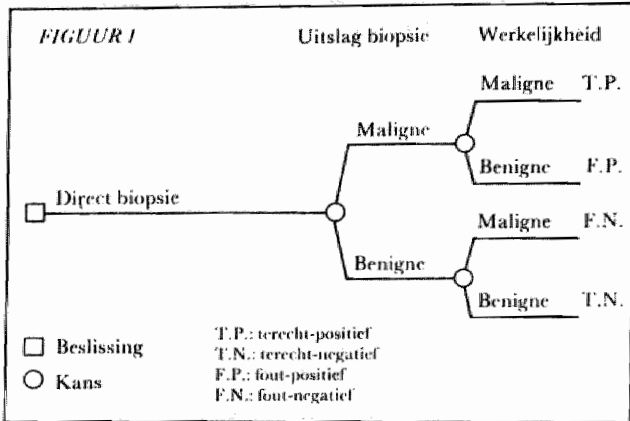 FIGUUR 1 Uitslag biopsie Werkelijkheid
Maligne T.P.
Maligne
Benigne F.P.
Direct biopsie
Maligne F.N.
Benigne
Benigne T.N.
T.P.: terecht-positief
Beslissing
T.N.: terecht-negatief
F.P.: fout-positief
Kans
F.N.: fout-negatief